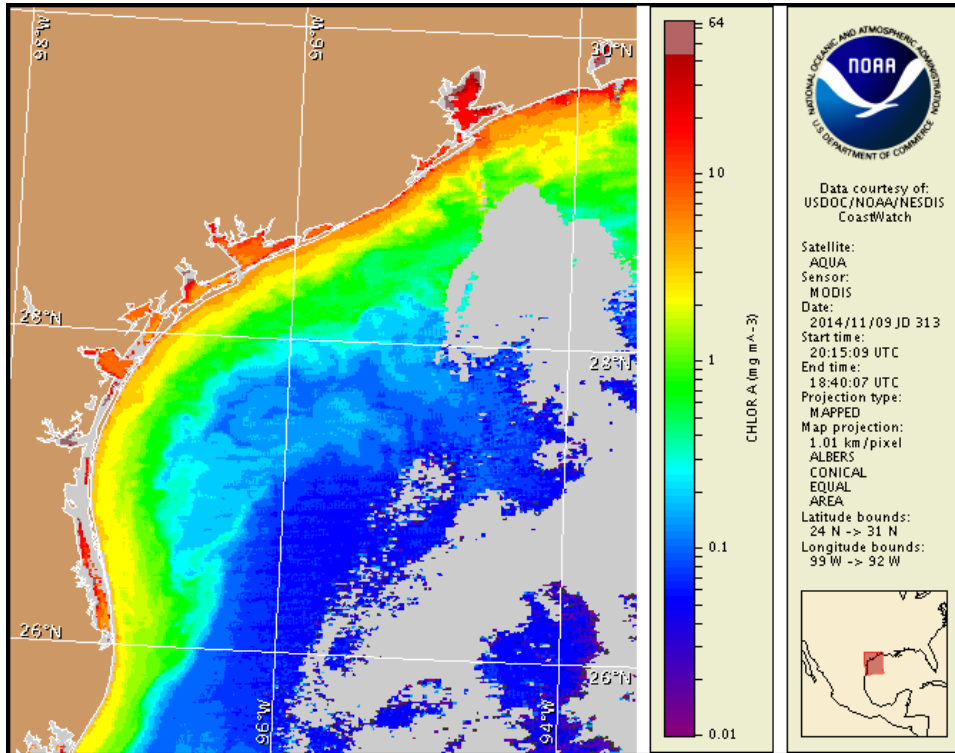 98°W
96°W
30°N
28°N
28°N
26°N
26°N
96°W
94°W
64
10
1
0.1
0.01
CHLOR A (mg m^-3)
NATIONAL OCEANIC AND ATMOSPHERIC ADMINISTRATION
NOAA
U.S. DEPARTMENT OF COMMERCE
Data courtesy of:
USDOC/NOAA/NESDIS
CoastWatch
Satellite:
AQUA
Sensor:
MODIS
Date:
2014/11/09 JD 313
Start time:
20:15:09 UTC
End time:
18:40:07 UTC
Projection type:
MAPPED
Map projection:
1.01 km/pixel
ALBERS
CONICAL
EQUAL
AREA
Latitude bounds:
24 N -> 31 N
Longitude bounds:
99 W -> 92 W